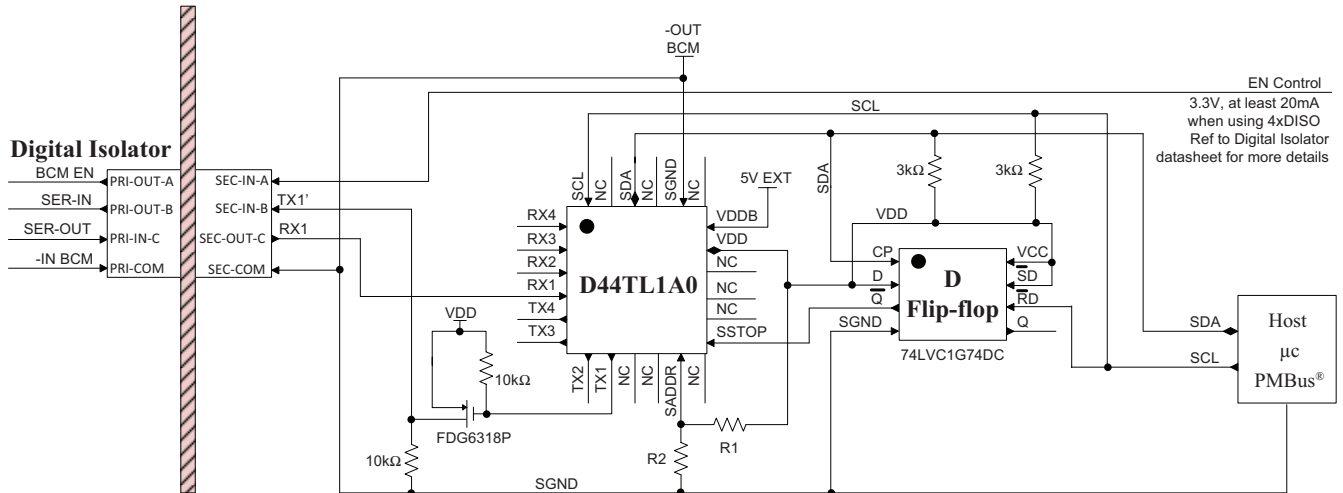 -OUT
BCM
EN Control
3.3V, at least 20mA
when using 4xDISO
Ref to Digital Isolator
datasheet for more details
SCL
Digital Isolator
BCM EN
SER-IN
SER-OUT
-IN BCM
PRI-OUT-A
PRI-OUT-B
PRI-IN-C
PRI-COM
SEC-IN-A
SEC-IN-B
SEC-OUT-C
SEC-COM
TX1'
RX1
SCL
NC
SDA
NC
SGND
NC
5V EXT
SDA
3kΩ
3kΩ
VDD
RX4
RX3
RX2
RX1
TX4
TX3
D44TL1A0
VDDB
VDD
NC
NC
NC
SSTOP
TX2
TX1
NC
NC
SADDR
NC
CP
D
Q
SGND
D
Flip-flop
VCC
SD
RD
Q
74LVC1G74DC
SDA
SCL
Host
µc
PMBus®
VDD
10kΩ
FDG6318P
10kΩ
R1
R2
SGND